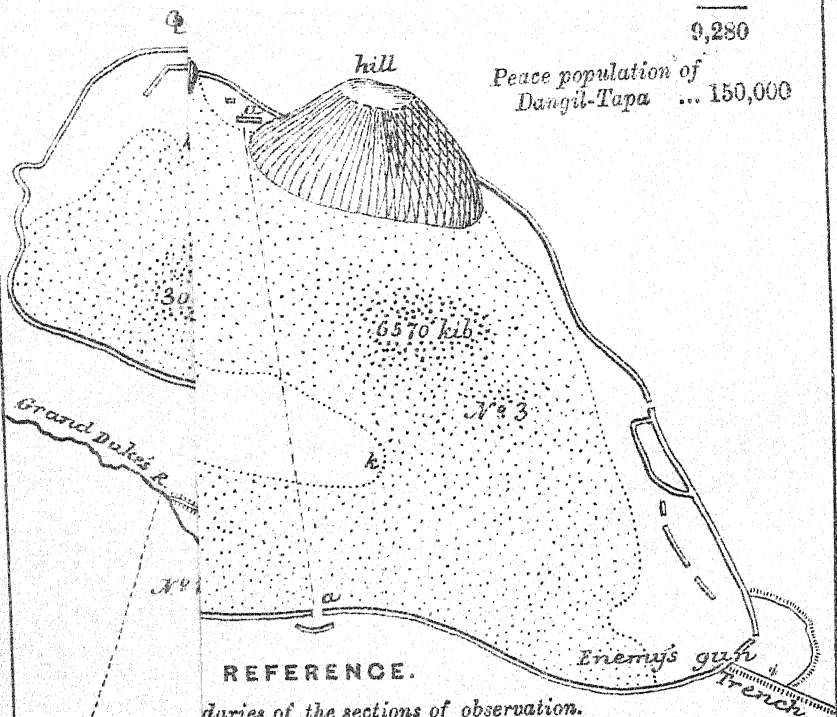 9,280
Peace population of
Dangil-Tapa ... 150,000
hill
6570 kib
30
No 3
Grand Duke's R.
k
No
a
Enemy's gun
Trench
REFERENCE.
daries of the sections of observation.